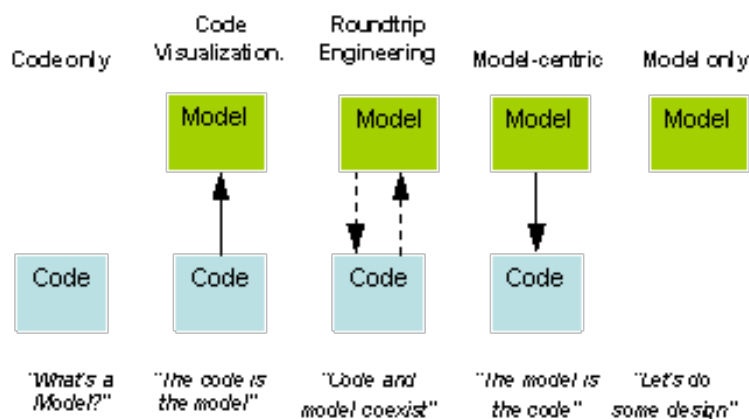 Code only
Code
Visualization.
Roundtrip
Engineering
Model-centric
Model only
Model
Model
Model
Model
Code
Code
Code
Code
"What's a
Model?"
"The code is
the model"
"Code and
model coexist"
"The model is
the code"
"Let's do
some design"